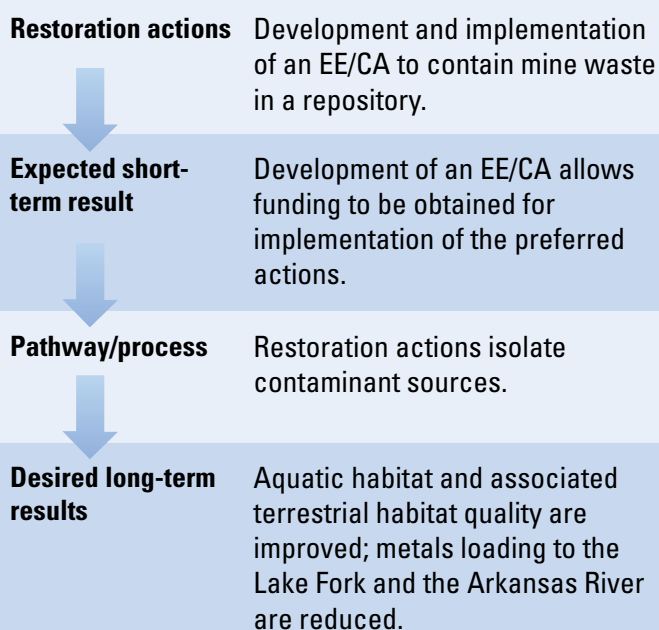 Restoration actions Development and implementation
of an EE/CA to contain mine waste
in a repository.
Expected short- Development of an EE/CA allows
term result funding to be obtained for
implementation of the preferred
actions.
Pathway/process Restoration actions isolate
contaminant sources.
Desired long-term Aquatic habitat and associated
results terrestrial habitat quality are
improved; metals loading to the
Lake Fork and the Arkansas River
are reduced.